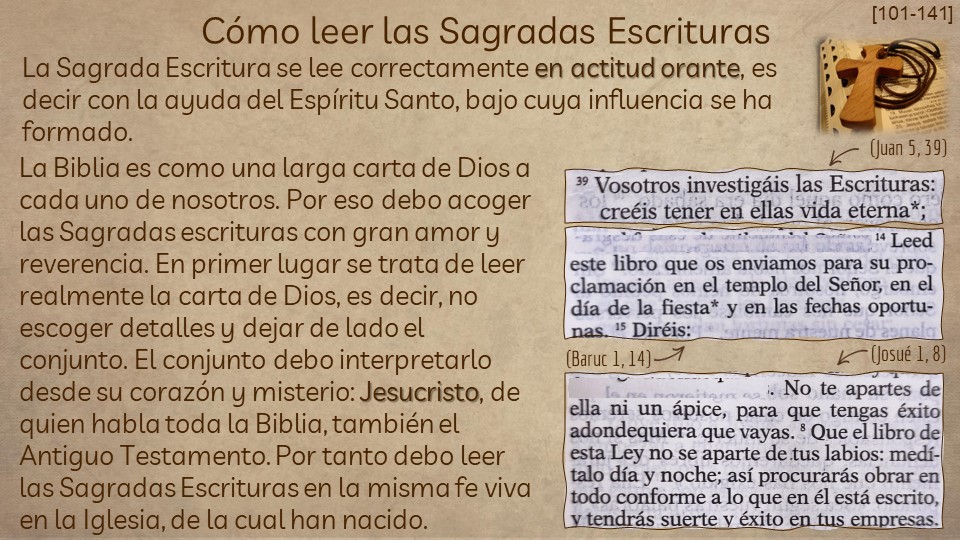 [101-141]
Cómo leer las Sagradas Escrituras
La Sagrada Escritura se lee correctamente en actitud orante, es
decir con la ayuda del Espíritu Santo, bajo cuya influencia se ha
formado.
La Biblia es como una larga carta de Dios a
cada uno de nosotros. Por eso debo acoger
las Sagradas escrituras con gran amor y
reverencia. En primer lugar se trata de leer
realmente la carta de Dios, es decir, no
escoger detalles y dejar de lado el
conjunto. El conjunto debo interpretarlo
desde su corazón y misterio: Jesucristo, de
quien habla toda la Biblia, también el
Antiguo Testamento. Por tanto debo leer
las Sagradas Escrituras en la misma fe viva
en la Iglesia, de la cual han nacido.
(Juan 5, 39)
39 Vosotros investigáis las Escrituras:
creéis tener en ellas vida eterna*;
14 Leed
este libro que os enviamos para su pro-
clamación en el templo del Señor, en el
día de la fiesta* y en las fechas oportu-
nas. 15 Diréis:
(Baruc 1, 14)
(Josué 1, 8)
No te apartes de
ella ni un ápice, para que tengas éxito
adondequiera que vayas. 8 Que el libro de
esta Ley no se aparte de tus labios: medí-
talo día y noche; así procurarás obrar en
todo conforme a lo que en él está escrito,
y tendrás suerte y éxito en tus empresas.